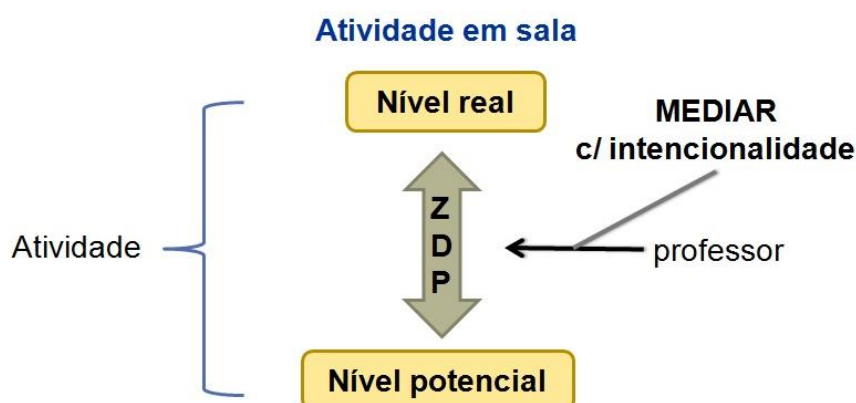 Atividade em sala
Nível real
MEDIAR
c/ intencionalidade
Z
D
P
Atividade
professor
Nível potencial